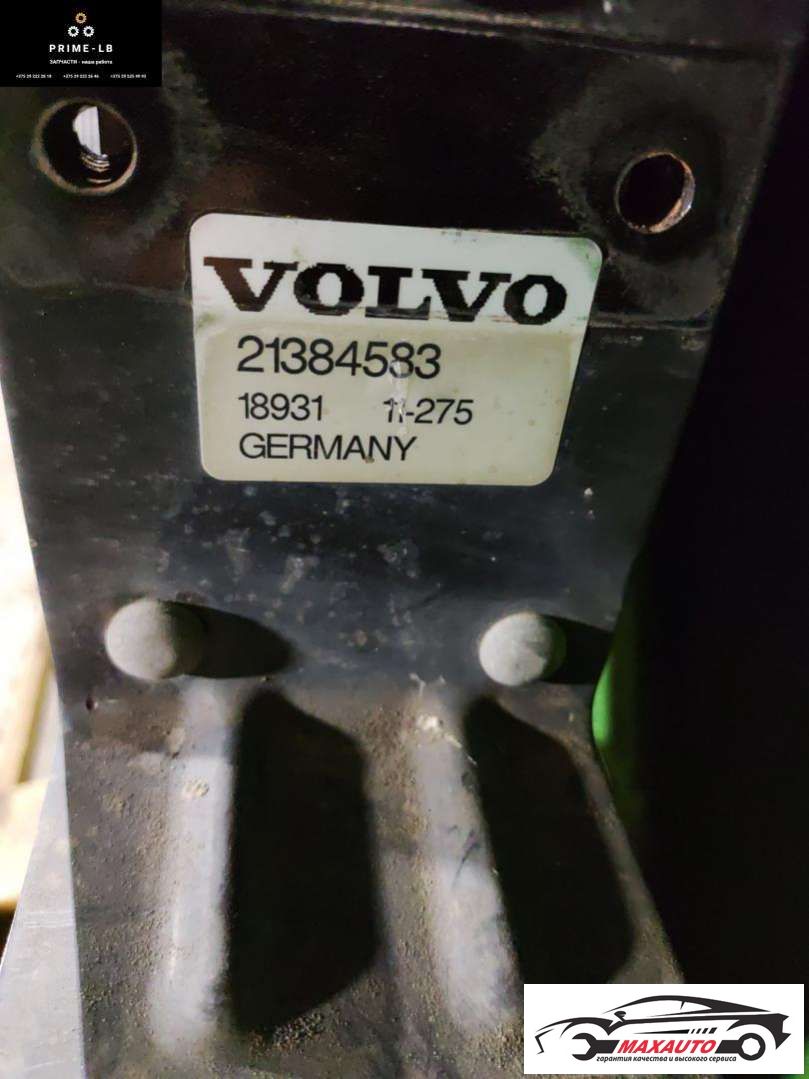 PRIME-LB
ЗАПЧАСТИ - наша работа
VOLVO
21384583
18931 11-275
GERMANY
MAXAUTO
гарантия качества и высокого сервиса